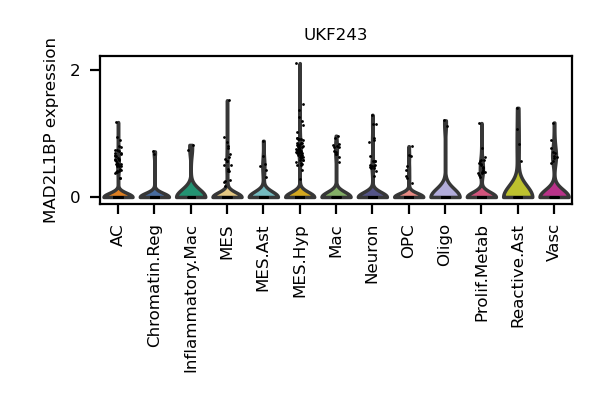 UKF243
MAD2L1BP expression
2
0
AC
Chromatin.Reg
Inflammatory.Mac
MES
MES.Ast
MES.Hyp
Mac
Neuron
OPC
Oligo
Prolif.Metab
Reactive.Ast
Vasc